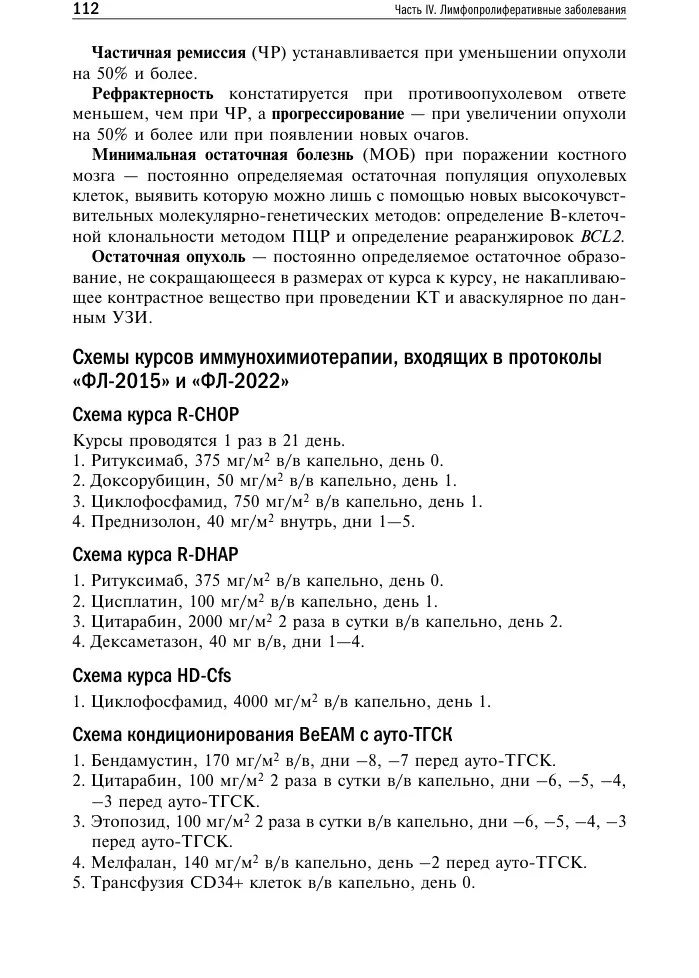 112
Часть IV. Лимфопролиферативные заболевания
Частичная ремиссия (ЧР) устанавливается при уменьшении опухоли
на 50% и более.
Рефрактерность констатируется при противоопухолевом ответе
меньшем, чем при ЧР, а прогрессирование — при увеличении опухоли
на 50% и более или при появлении новых очагов.
Минимальная остаточная болезнь (МОБ) при поражении костного
мозга — постоянно определяемая остаточная популяция опухолевых
клеток, выявить которую можно лишь с помощью новых высокочувст-
вительных молекулярно-генетических методов: определение В-клеточ-
ной клональности методом ПЦР и определение реаранжировок BCL2.
Остаточная опухоль — постоянно определяемое остаточное образо-
вание, не сокращающееся в размерах от курса к курсу, не накапливаю-
щее контрастное вещество при проведении КТ и аваскулярное по дан-
ным УЗИ.
Схемы курсов иммунохимиотерапии, входящих в протоколы
«ФЛ-2015» и «ФЛ-2022»
Схема курса R-CHOP
Курсы проводятся 1 раз в 21 день.
1. Ритуксимаб, 375 мг/м² в/в капельно, день 0.
2. Доксорубицин, 50 мг/м² в/в капельно, день 1.
3. Циклофосфамид, 750 мг/м² в/в капельно, день 1.
4. Преднизолон, 40 мг/м² внутрь, дни 1—5.
Схема курса R-DHAP
1. Ритуксимаб, 375 мг/м² в/в капельно, день 0.
2. Цисплатин, 100 мг/м² в/в капельно, день 1.
3. Цитарабин, 2000 мг/м² 2 раза в сутки в/в капельно, день 2.
4. Дексаметазон, 40 мг в/в, дни 1—4.
Схема курса HD-Cfs
1. Циклофосфамид, 4000 мг/м² в/в капельно, день 1.
Схема кондиционирования BeEAM с ауто-ТГСК
1. Бендамустин, 170 мг/м² в/в, дни −8, −7 перед ауто-ТГСК.
2. Цитарабин, 100 мг/м² 2 раза в сутки в/в капельно, дни −6, −5, −4,
−3 перед ауто-ТГСК.
3. Этопозид, 100 мг/м² 2 раза в сутки в/в капельно, дни −6, −5, −4, −3
перед ауто-ТГСК.
4. Мелфалан, 140 мг/м² в/в капельно, день −2 перед ауто-ТГСК.
5. Трансфузия CD34+ клеток в/в капельно, день 0.